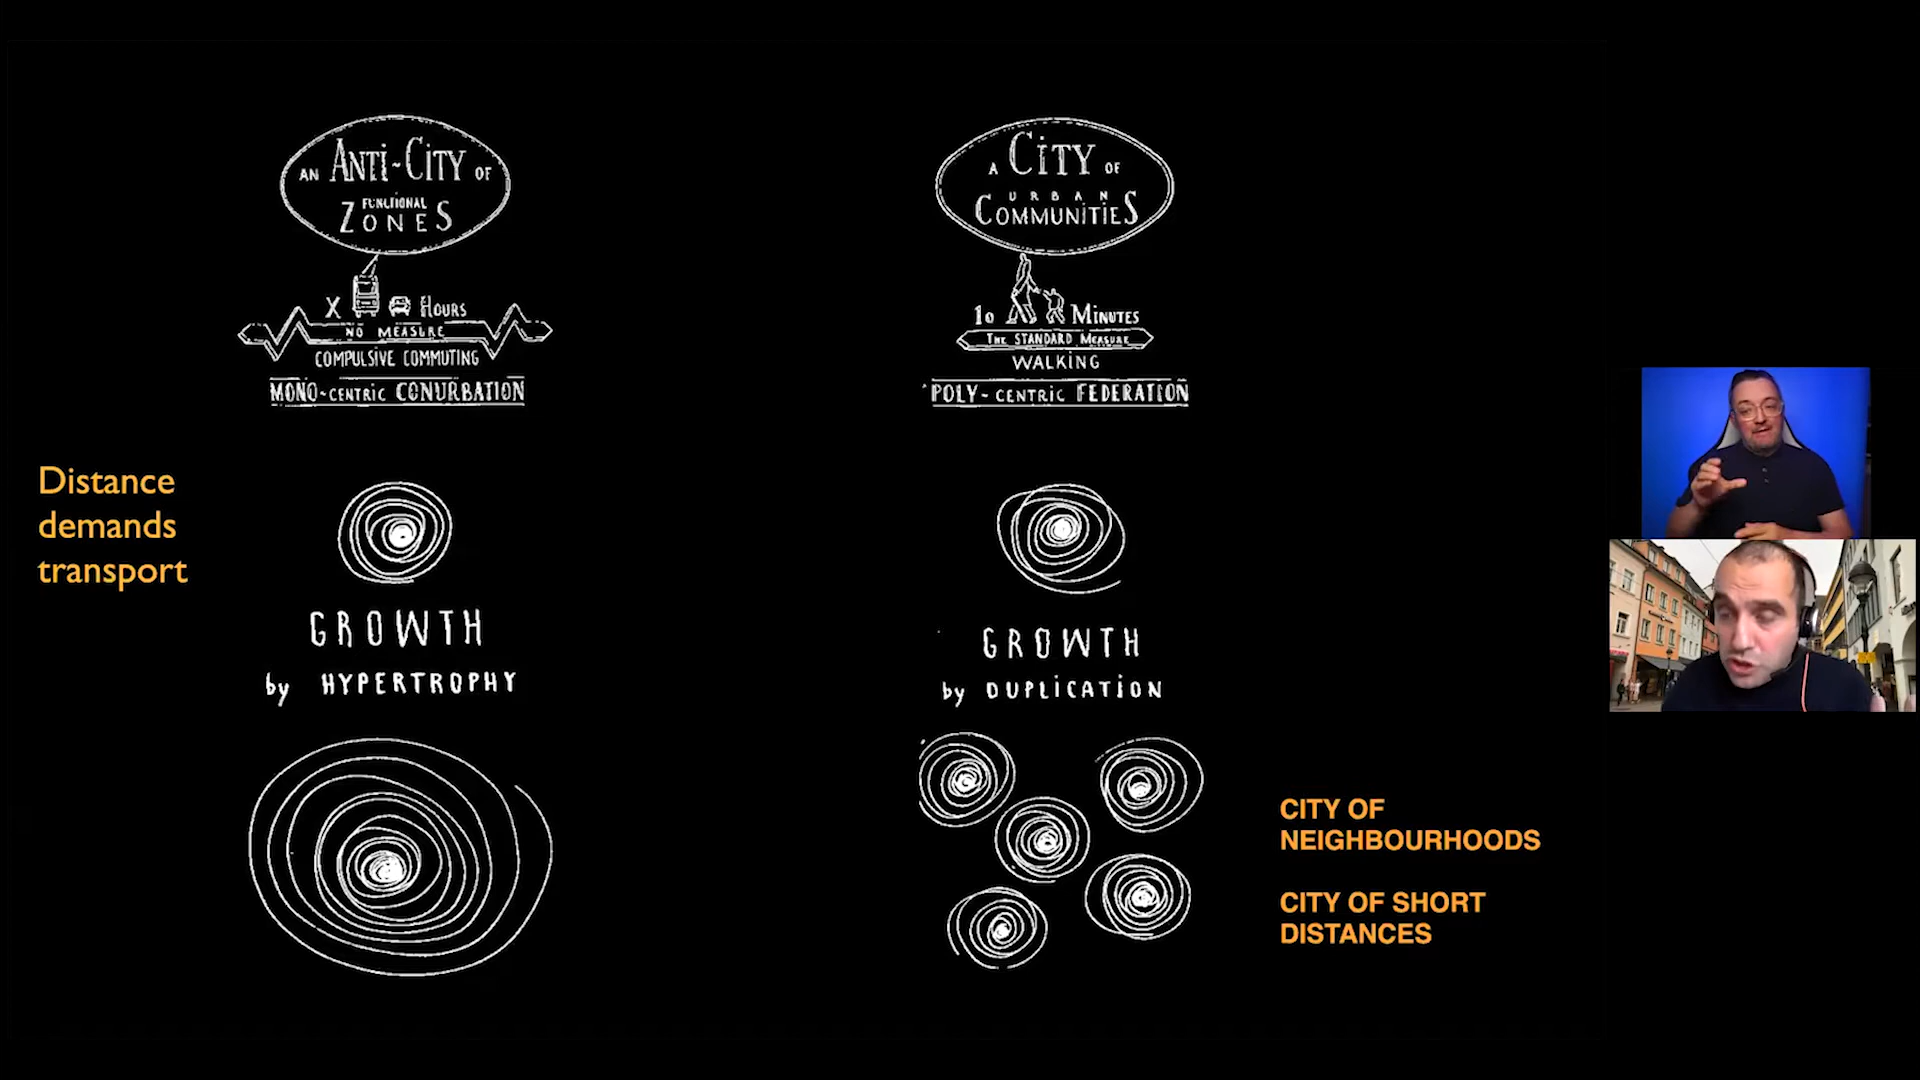 AN ANTI-CITY OF
FUNCTIONAL
ZONES
X HOURS
NO MEASURE
COMPULSIVE COMMUTING
MONO-CENTRIC CONURBATION
Distance
demands
transport
GROWTH
by HYPERTROPHY
A CITY OF
URBAN
COMMUNITIES
10 MINUTES
THE STANDARD MEASURE
WALKING
POLY-CENTRIC FEDERATION
GROWTH
by DUPLICATION
CITY OF
NEIGHBOURHOODS
CITY OF SHORT
DISTANCES